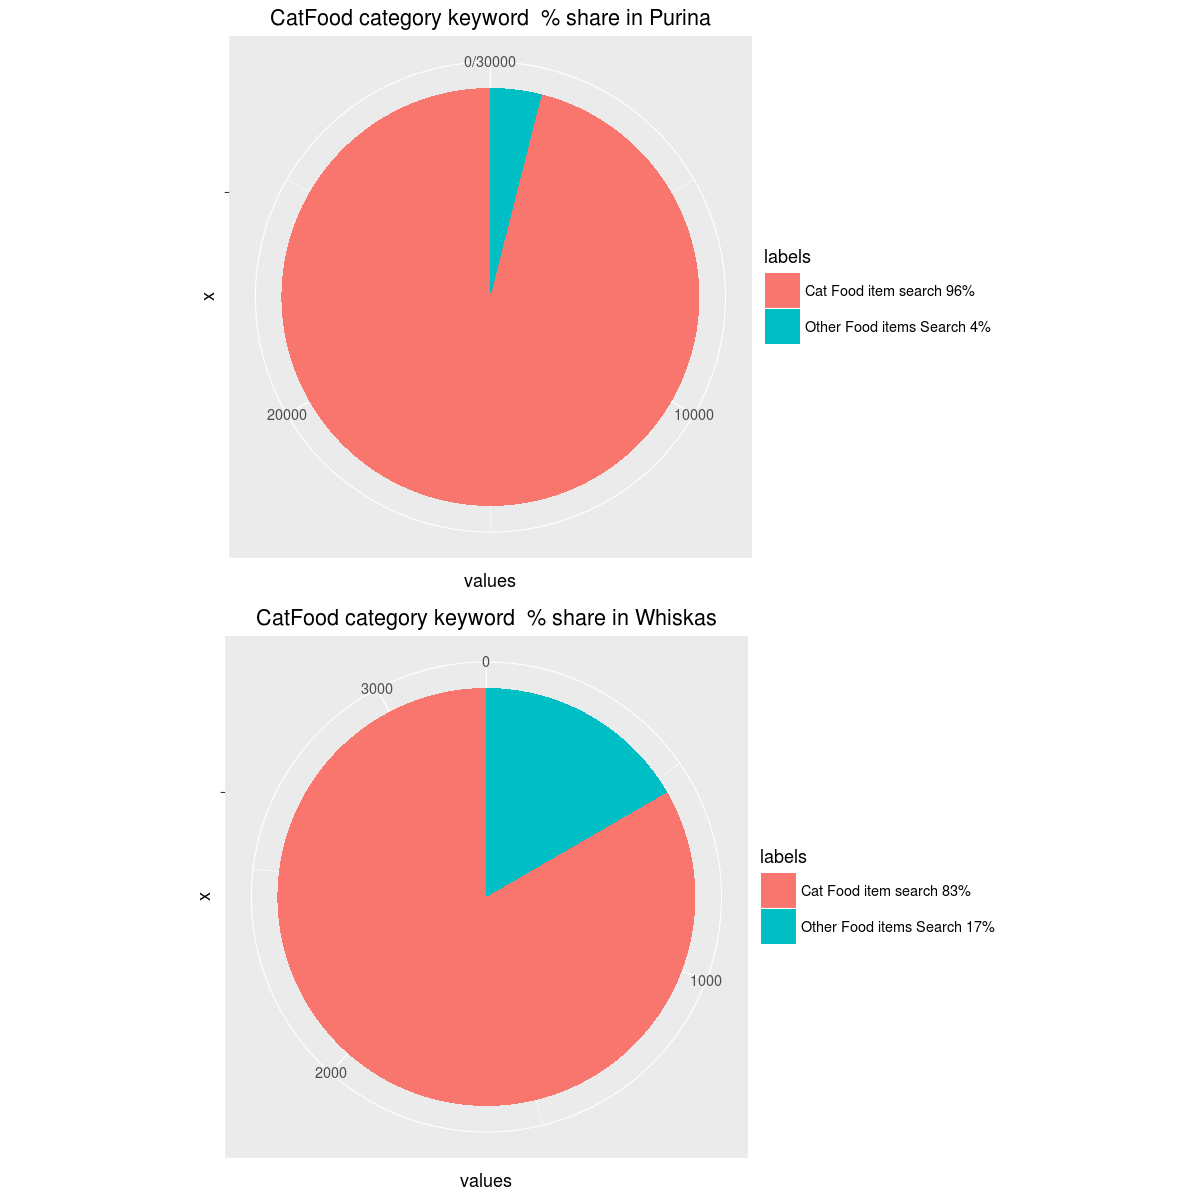 CatFood category keyword  % share in Purina
0/30000
20000
10000
x
values
labels
Cat Food item search 96%
Other Food items Search 4%
CatFood category keyword  % share in Whiskas
0
3000
1000
2000
x
values
labels
Cat Food item search 83%
Other Food items Search 17%